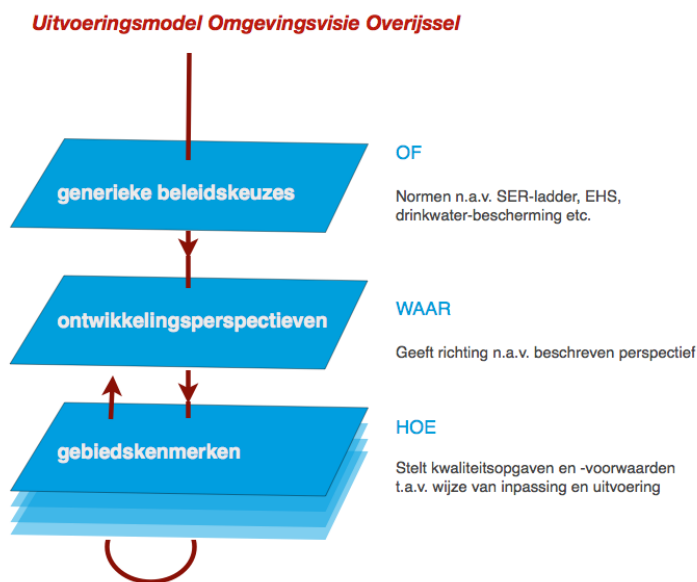 Uitvoeringsmodel Omgevingsvisie Overijssel
generieke beleidskeuzes
OF
Normen n.a.v. SER-ladder, EHS,
drinkwater-bescherming etc.
ontwikkelingsperspectieven
WAAR
Geeft richting n.a.v. beschreven perspectief
gebiedskenmerken
HOE
Stelt kwaliteitsopgaven en -voorwaarden
t.a.v. wijze van inpassing en uitvoering